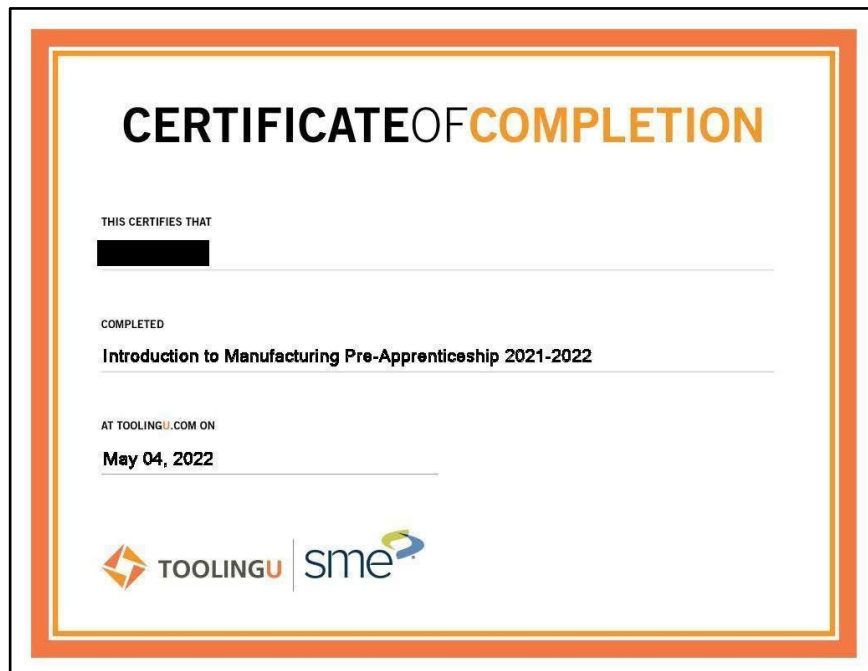 CERTIFICATEOFCOMPLETION
THIS CERTIFIES THAT
COMPLETED
Introduction to Manufacturing Pre-Apprenticeship 2021-2022
AT TOOLINGU.COM ON
May 04, 2022
TOOLINGU
sme